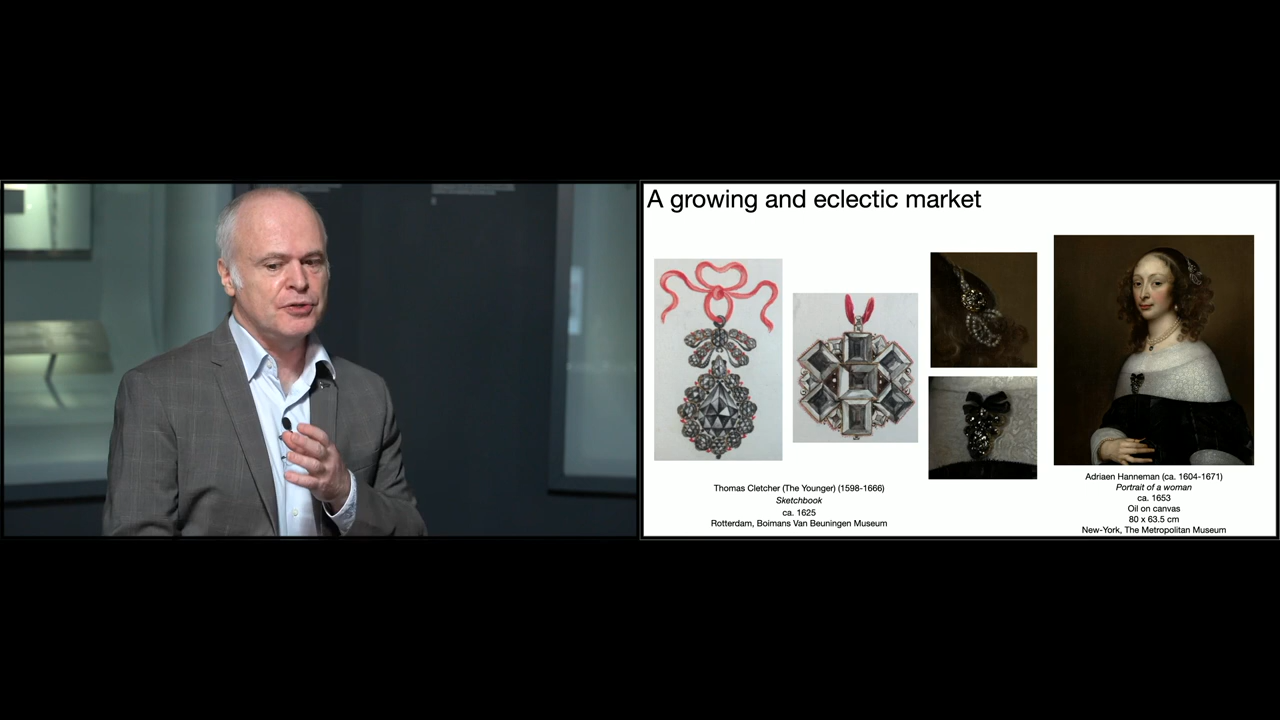 A growing and eclectic market
Thomas Cletcher (The Younger) (1598-1666)
Sketchbook
ca. 1625
Rotterdam, Boimans Van Beuningen Museum
Adriaen Hanneman (ca. 1604-1671)
Portrait of a woman
ca. 1653
Oil on canvas
80 x 63.5 cm
New-York, The Metropolitan Museum